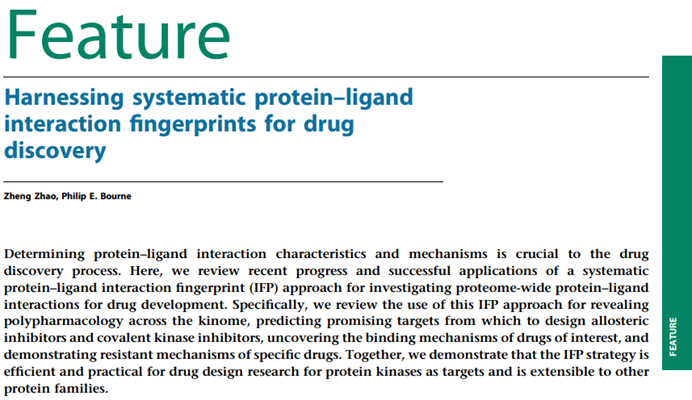 Feature
Harnessing systematic protein–ligand
interaction fingerprints for drug
discovery
Zheng Zhao, Philip E. Bourne
Determining protein–ligand interaction characteristics and mechanisms is crucial to the drug
discovery process. Here, we review recent progress and successful applications of a systematic
protein–ligand interaction fingerprint (IFP) approach for investigating proteome-wide protein–ligand
interactions for drug development. Specifically, we review the use of this IFP approach for revealing
polypharmacology across the kinome, predicting promising targets from which to design allosteric
inhibitors and covalent kinase inhibitors, uncovering the binding mechanisms of drugs of interest, and
demonstrating resistant mechanisms of specific drugs. Together, we demonstrate that the IFP strategy is
efficient and practical for drug design research for protein kinases as targets and is extensible to other
protein families.
FEATURE